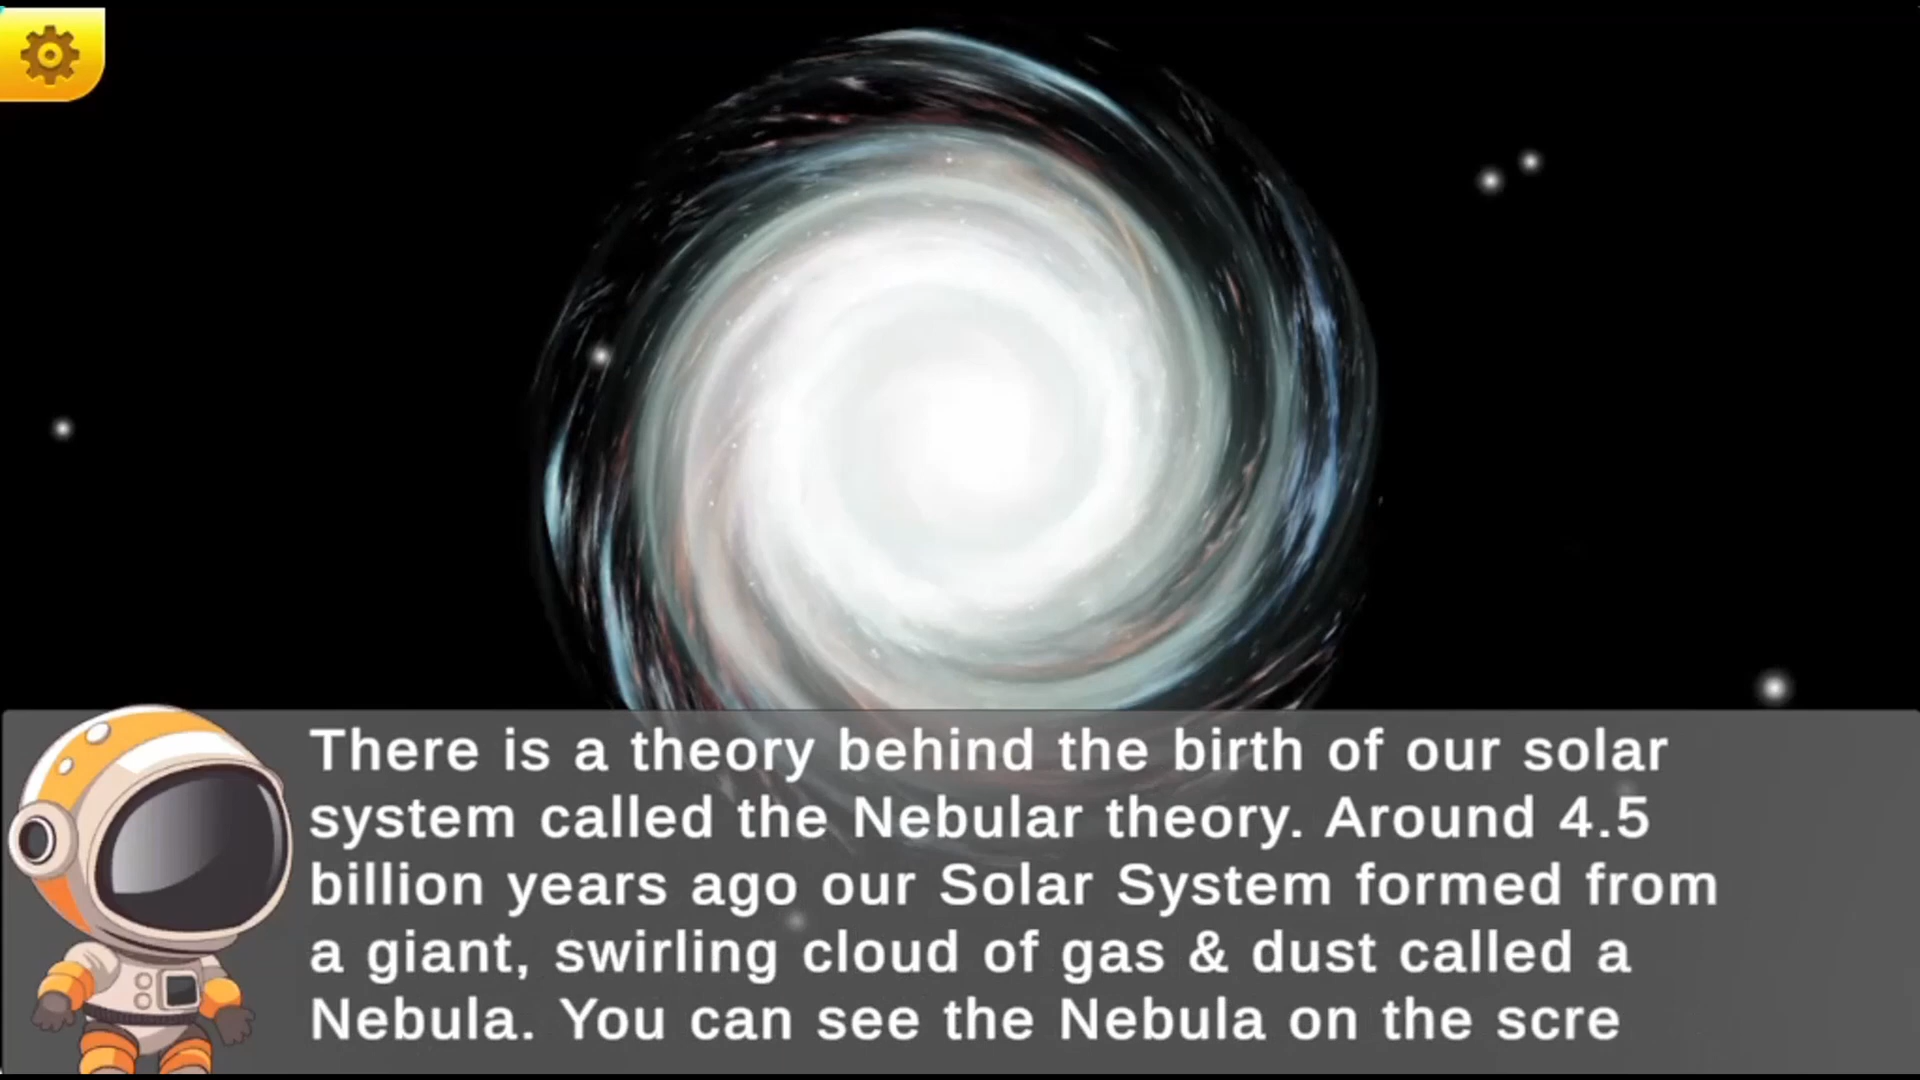 There is a theory behind the birth of our solar
system called the Nebular theory. Around 4.5
billion years ago our Solar System formed from
a giant, swirling cloud of gas & dust called a
Nebula. You can see the Nebula on the scre